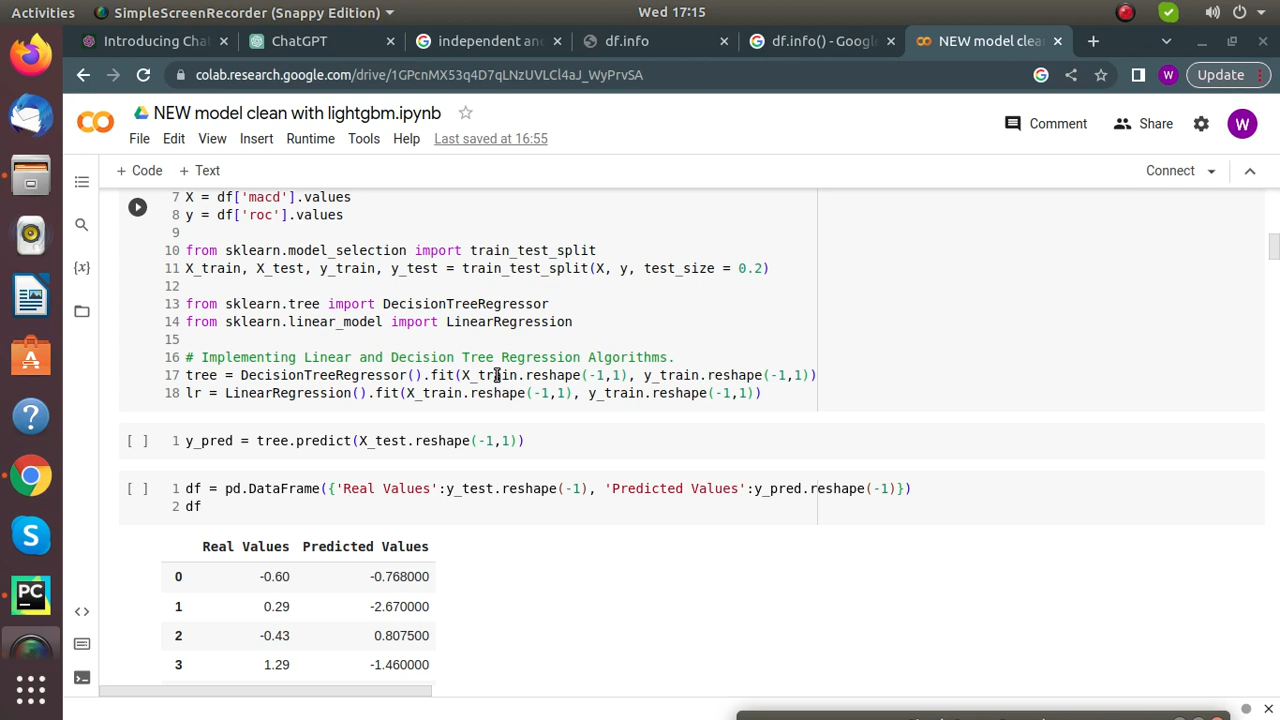 Activities
SimpleScreenRecorder (Snappy Edition)
Wed 17:15
Introducing Cha
ChatGPT
independent an
df.info
df.info() - Goog
NEW model clea
colab.research.google.com/drive/1GPcnMX53q4D7qLNzUVLCl4aJ_WyPrvSA
W
Update
NEW model clean with lightgbm.ipynb
Comment
Share
W
File Edit View Insert Runtime Tools Help Last saved at 16:55
+ Code + Text
Connect
7 X = df['macd'].values
8 y = df['roc'].values
9
10 from sklearn.model_selection import train_test_split
11 X_train, X_test, y_train, y_test = train_test_split(X, y, test_size = 0.2)
12
13 from sklearn.tree import DecisionTreeRegressor
14 from sklearn.linear_model import LinearRegression
15
16 # Implementing Linear and Decision Tree Regression Algorithms.
17 tree = DecisionTreeRegressor().fit(X_train.reshape(-1,1), y_train.reshape(-1,1))
18 lr = LinearRegression().fit(X_train.reshape(-1,1), y_train.reshape(-1,1))
[ ] 1 y_pred = tree.predict(X_test.reshape(-1,1))
[ ] 1 df = pd.DataFrame({'Real Values':y_test.reshape(-1), 'Predicted Values':y_pred.reshape(-1)})
2 df
Real Values Predicted Values
0 -0.60 -0.768000
1 0.29 -2.670000
2 -0.43 0.807500
3 1.29 -1.460000
{x}
PC